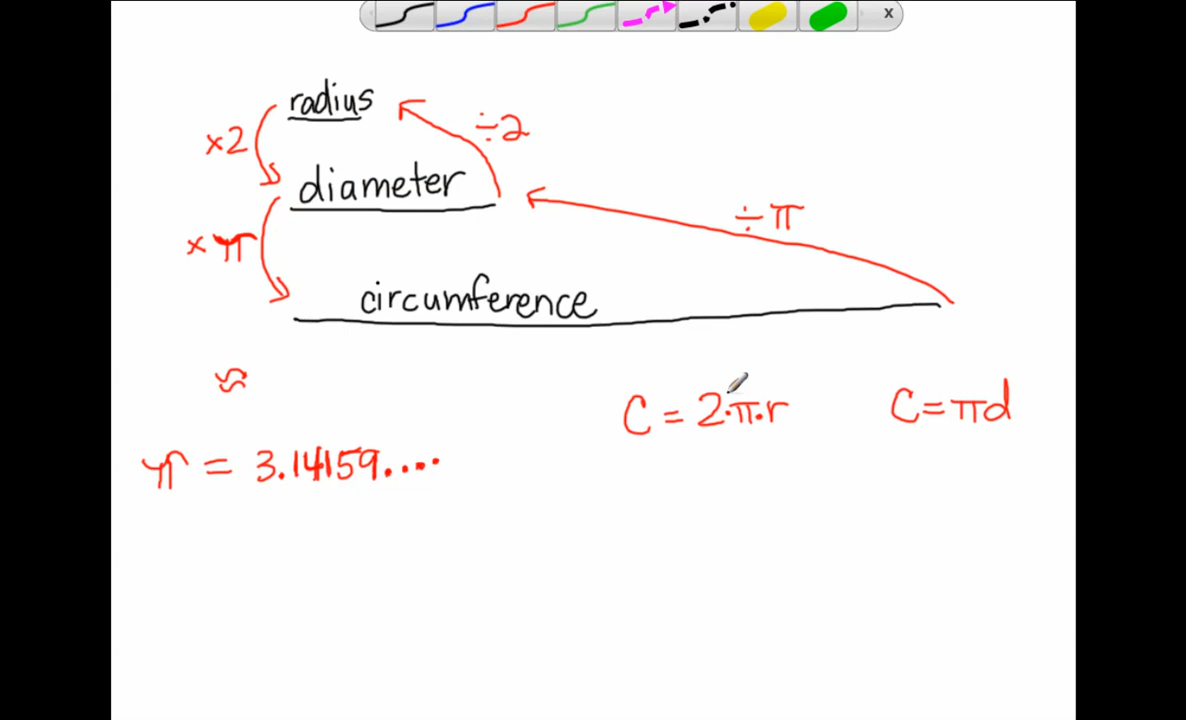 x
radius
×2
÷2
diameter
×π
÷π
circumference
≈
C = 2·π·r
C = πd
π = 3.14159....